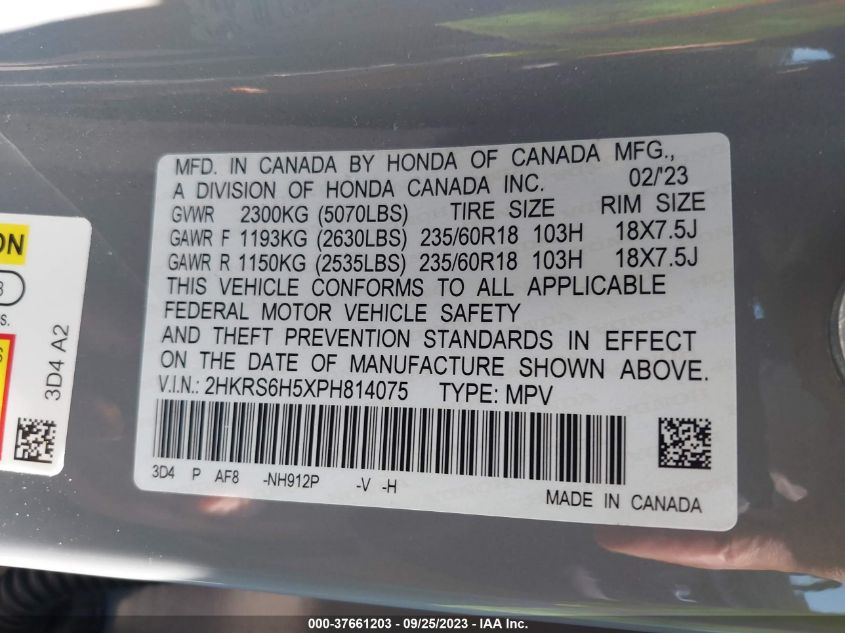 MFD. IN CANADA BY HONDA OF CANADA MFG.,
A DIVISION OF HONDA CANADA INC. 02/'23
GVWR 2300KG (5070LBS) TIRE SIZE RIM SIZE
GAWR F 1193KG (2630LBS) 235/60R18 103H 18X7.5J
GAWR R 1150KG (2535LBS) 235/60R18 103H 18X7.5J
THIS VEHICLE CONFORMS TO ALL APPLICABLE
FEDERAL MOTOR VEHICLE SAFETY
AND THEFT PREVENTION STANDARDS IN EFFECT
ON THE DATE OF MANUFACTURE SHOWN ABOVE.
V.I.N.: 2HKRS6H5XPH814075 TYPE: MPV
3D4 P AF8 -NH912P -V -H
MADE IN CANADA
3D4 A2
000-37661203 - 09/25/2023 - IAA Inc.